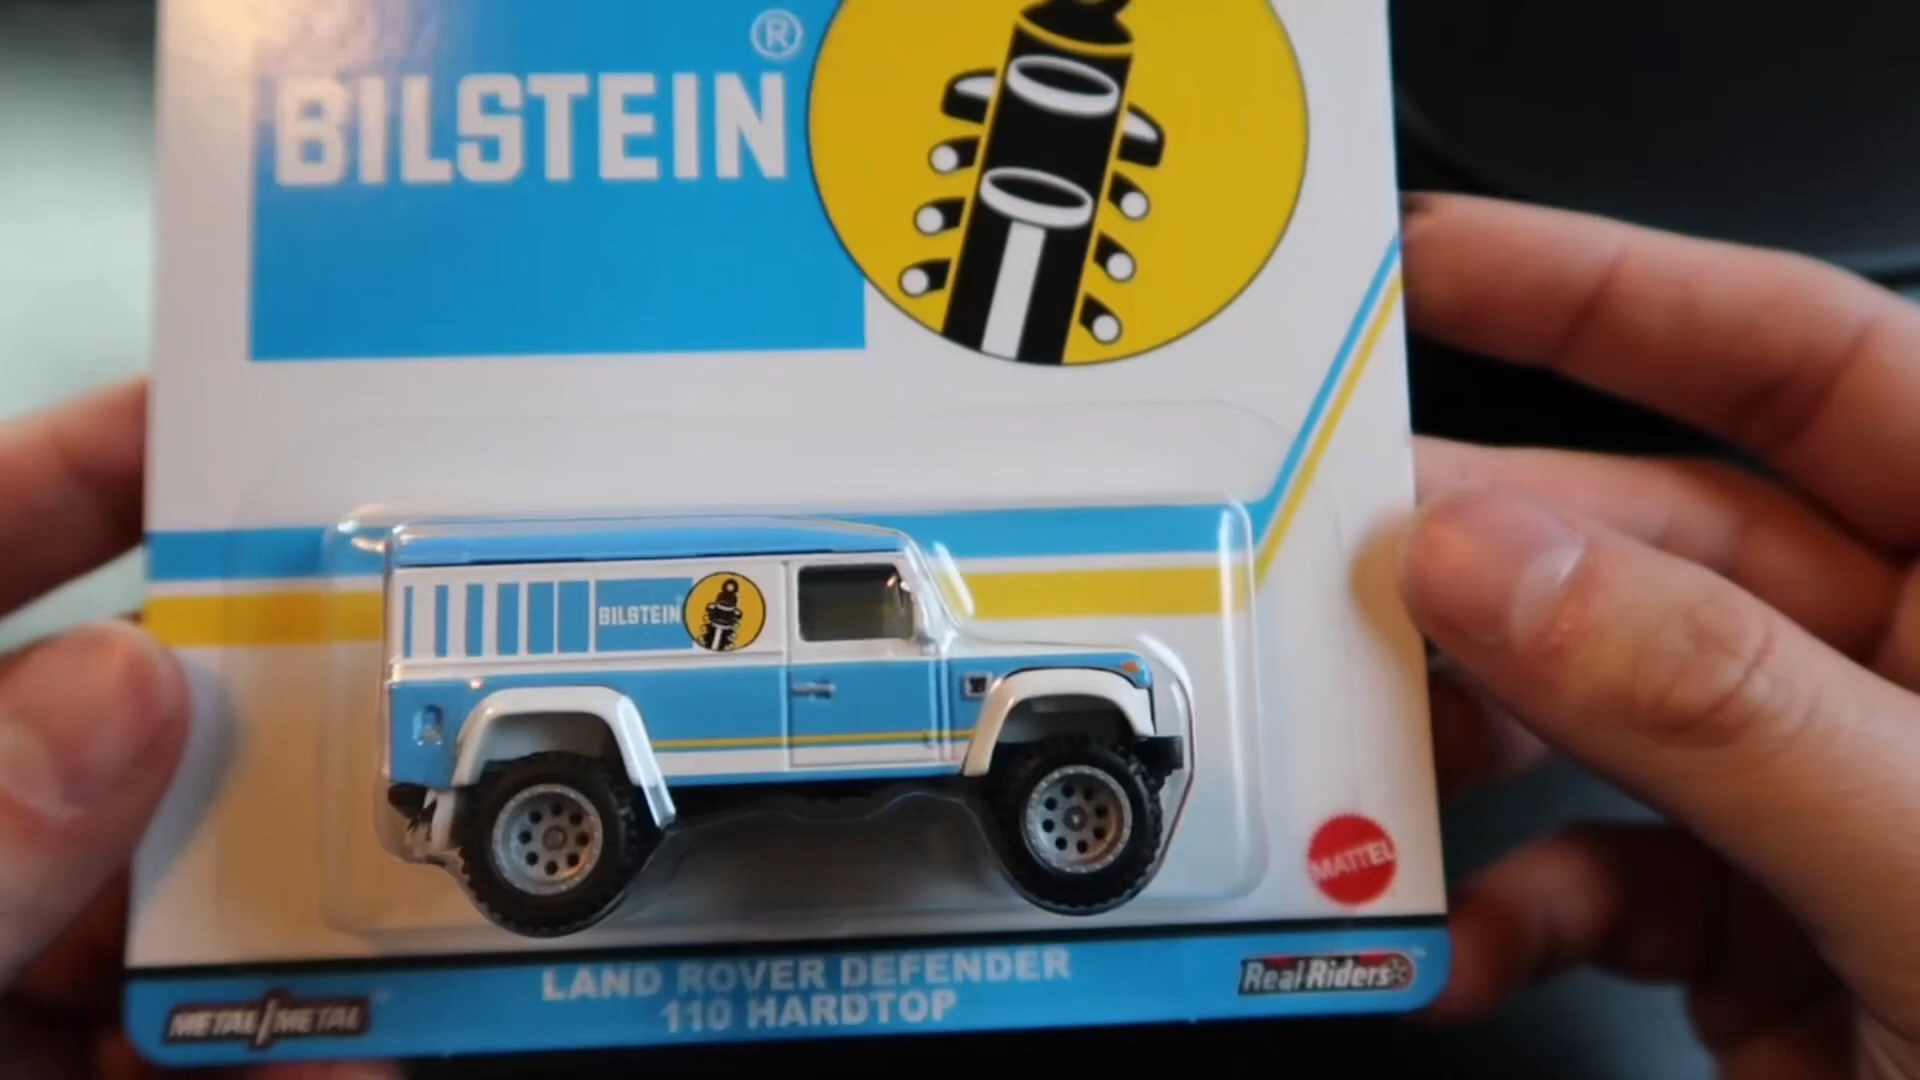 ®
BILSTEIN
BILSTEIN
MATTEL
LAND ROVER DEFENDER
110 HARDTOP
METAL/METAL
Real Riders